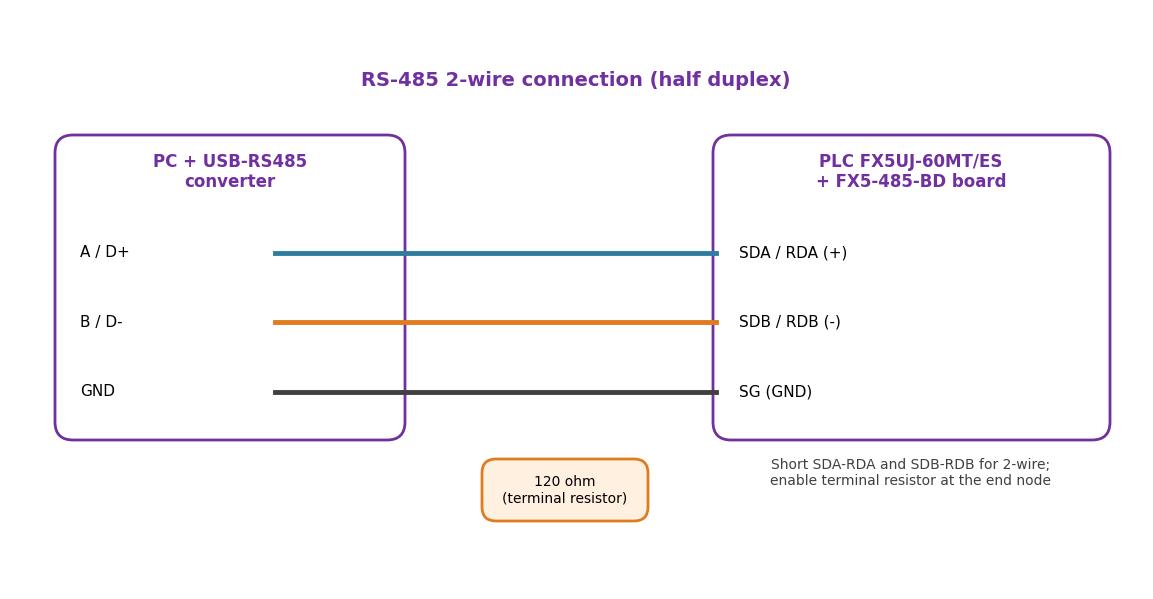 RS-485 2-wire connection (half duplex)
PC + USB-RS485
converter
A / D+
B / D-
GND
PLC FX5UJ-60MT/ES
+ FX5-485-BD board
SDA / RDA (+)
SDB / RDB (-)
SG (GND)
120 ohm
(terminal resistor)
Short SDA-RDA and SDB-RDB for 2-wire;
enable terminal resistor at the end node